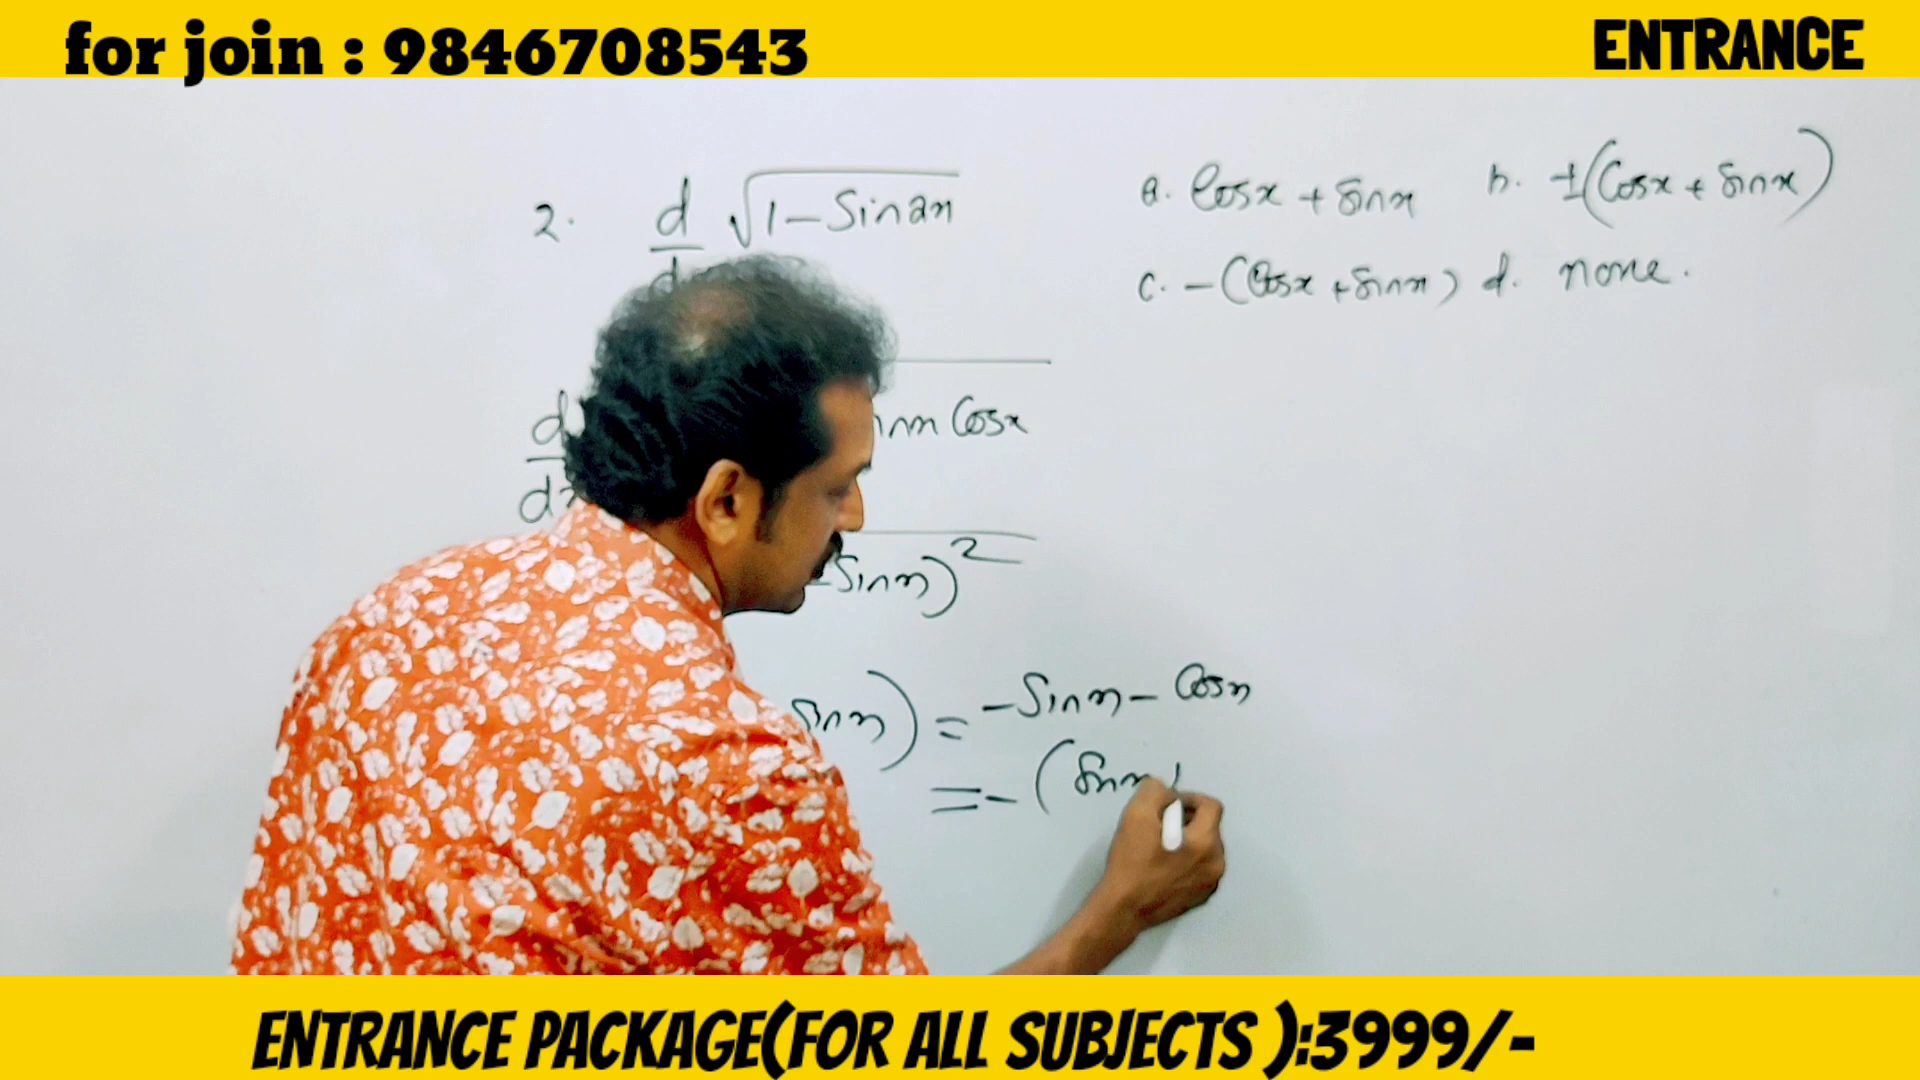 for join : 9846708543
ENTRANCE
2. d √1-Sin2x
a. Cosx + Sinx b. ±(Cosx + Sinx)
c. -(Cosx + Sinx) d. none.
d Cosx
d
Sinx)²
Sinx) = -Sinx - Cosx
= - (Sinx
ENTRANCE PACKAGE(FOR ALL SUBJECTS ):3999/-